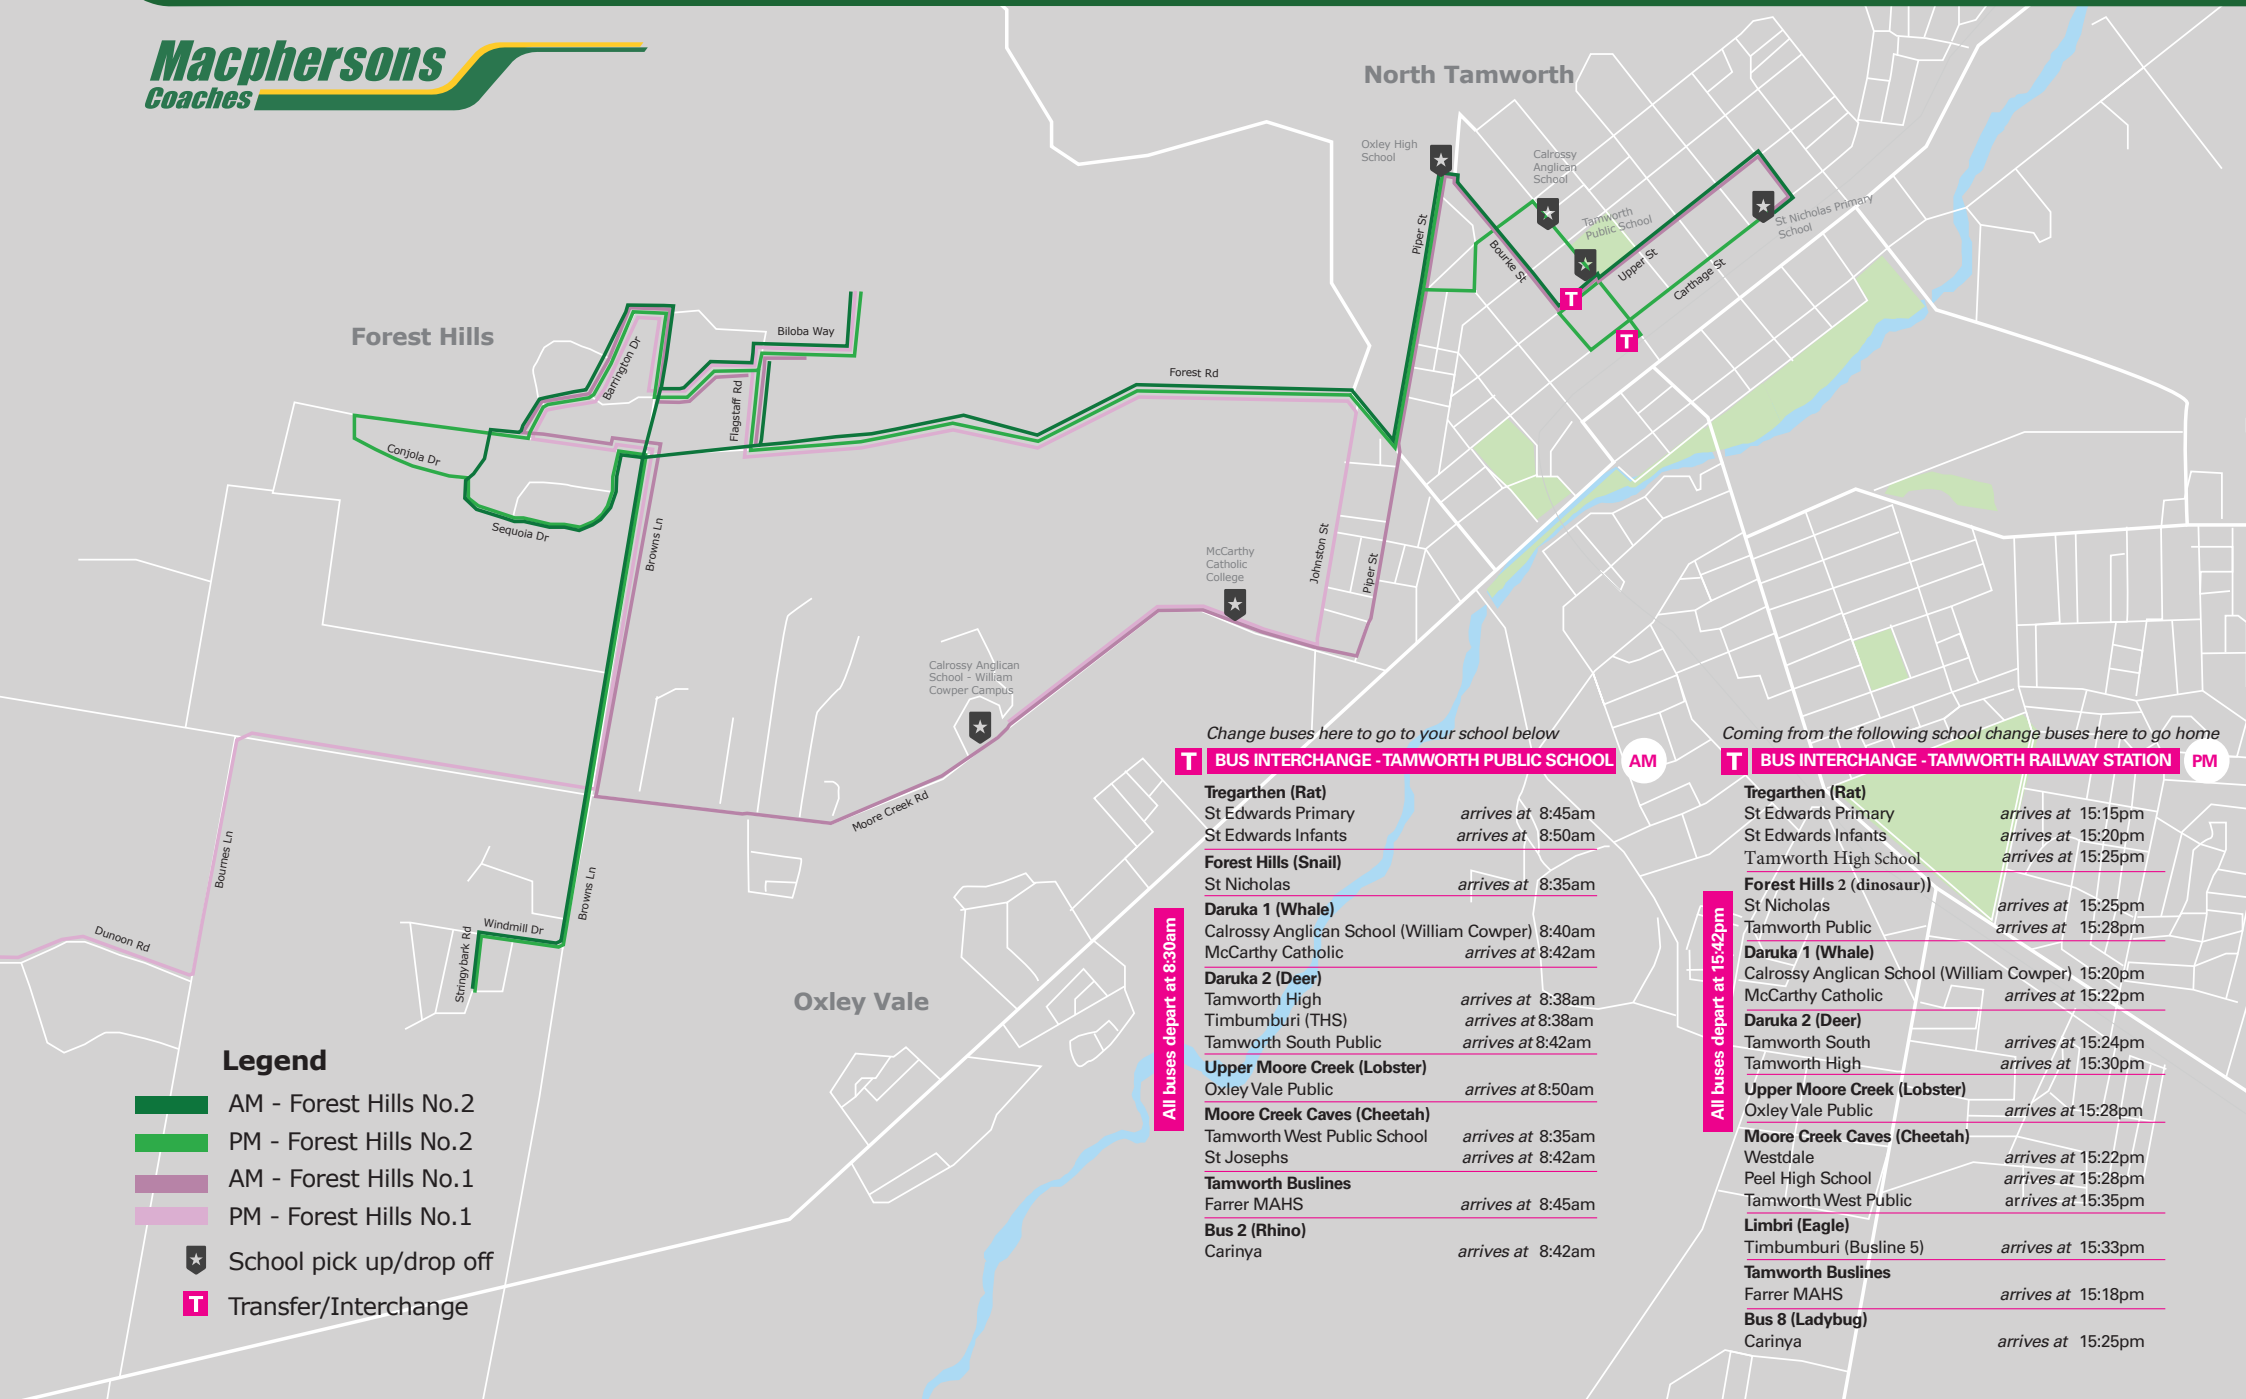 Macphersons
Coaches
North Tamworth
Oxley High
School
Calrossy
Anglican
School
Tamworth
Public School
St Nicholas Primary
School
Piper St
Bourke St
Upper St
Carthage St
T
T
Forest Hills
Barrington Dr
Biloba Way
Flagstaff Rd
Forest Rd
Conjola Dr
Sequoia Dr
Browns Ln
McCarthy
Catholic
College
Johnston St
Piper St
Calrossy Anglican
School - William
Cowper Campus
Moore Creek Rd
Bournes Ln
Browns Ln
Dunoon Rd
Windmill Dr
Stringybark Rd
Oxley Vale
Legend
AM - Forest Hills No.2
PM - Forest Hills No.2
AM - Forest Hills No.1
PM - Forest Hills No.1
School pick up/drop off
T Transfer/Interchange
Change buses here to go to your school below
T BUS INTERCHANGE - TAMWORTH PUBLIC SCHOOL AM
All buses depart at 8:30am
Tregarthen (Rat)
St Edwards Primary arrives at 8:45am
St Edwards Infants arrives at 8:50am
Forest Hills (Snail)
St Nicholas arrives at 8:35am
Daruka 1 (Whale)
Calrossy Anglican School (William Cowper) 8:40am
McCarthy Catholic arrives at 8:42am
Daruka 2 (Deer)
Tamworth High arrives at 8:38am
Timbumburi (THS) arrives at 8:38am
Tamworth South Public arrives at 8:42am
Upper Moore Creek (Lobster)
Oxley Vale Public arrives at 8:50am
Moore Creek Caves (Cheetah)
Tamworth West Public School arrives at 8:35am
St Josephs arrives at 8:42am
Tamworth Buslines
Farrer MAHS arrives at 8:45am
Bus 2 (Rhino)
Carinya arrives at 8:42am
Coming from the following school change buses here to go home
T BUS INTERCHANGE - TAMWORTH RAILWAY STATION PM
All buses depart at 15:42pm
Tregarthen (Rat)
St Edwards Primary arrives at 15:15pm
St Edwards Infants arrives at 15:20pm
Tamworth High School arrives at 15:25pm
Forest Hills 2 (dinosaur))
St Nicholas arrives at 15:25pm
Tamworth Public arrives at 15:28pm
Daruka 1 (Whale)
Calrossy Anglican School (William Cowper) 15:20pm
McCarthy Catholic arrives at 15:22pm
Daruka 2 (Deer)
Tamworth South arrives at 15:24pm
Tamworth High arrives at 15:30pm
Upper Moore Creek (Lobster)
Oxley Vale Public arrives at 15:28pm
Moore Creek Caves (Cheetah)
Westdale arrives at 15:22pm
Peel High School arrives at 15:28pm
Tamworth West Public arrives at 15:35pm
Limbri (Eagle)
Timbumburi (Busline 5) arrives at 15:33pm
Tamworth Buslines
Farrer MAHS arrives at 15:18pm
Bus 8 (Ladybug)
Carinya arrives at 15:25pm